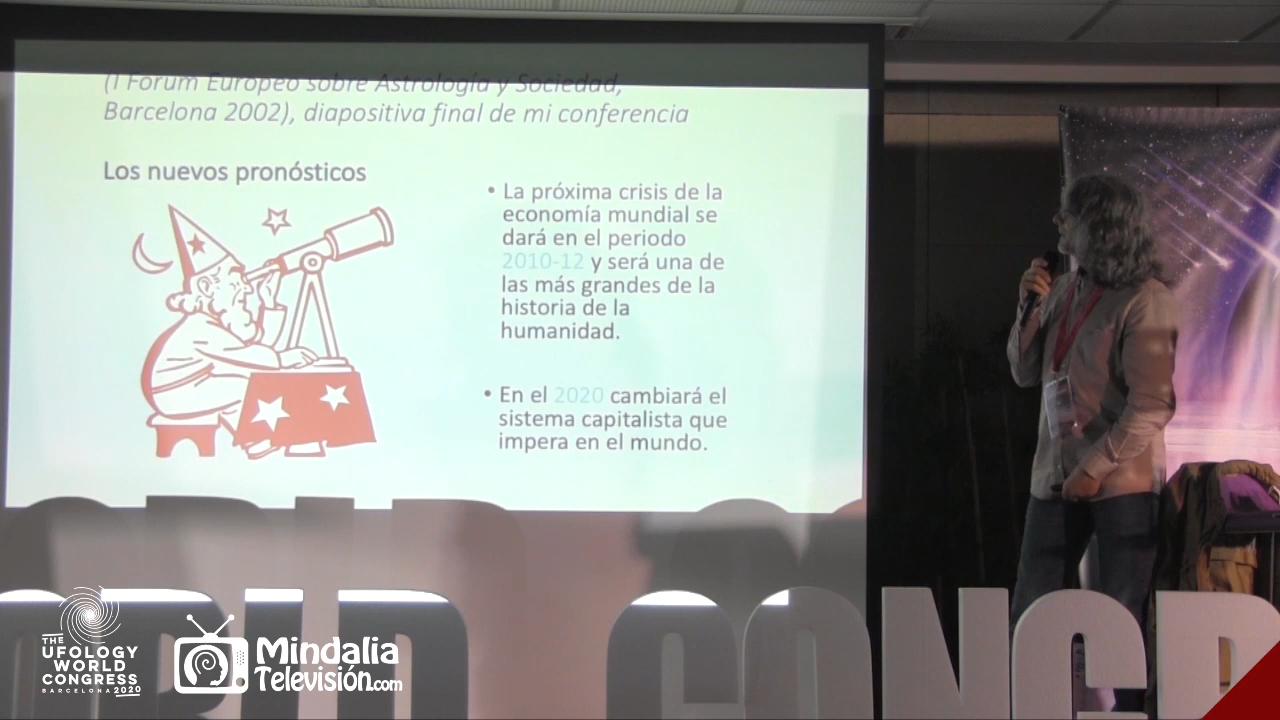 (I Forum Europeo sobre Astrología y Sociedad,
Barcelona 2002), diapositiva final de mi conferencia
Los nuevos pronósticos
• La próxima crisis de la
economía mundial se
dará en el periodo
2010-12 y será una de
las más grandes de la
historia de la
humanidad.
• En el 2020 cambiará el
sistema capitalista que
impera en el mundo.
THE
UFOLOGY
WORLD
CONGRESS
BARCELONA 2020
Mindalia
Televisión.com